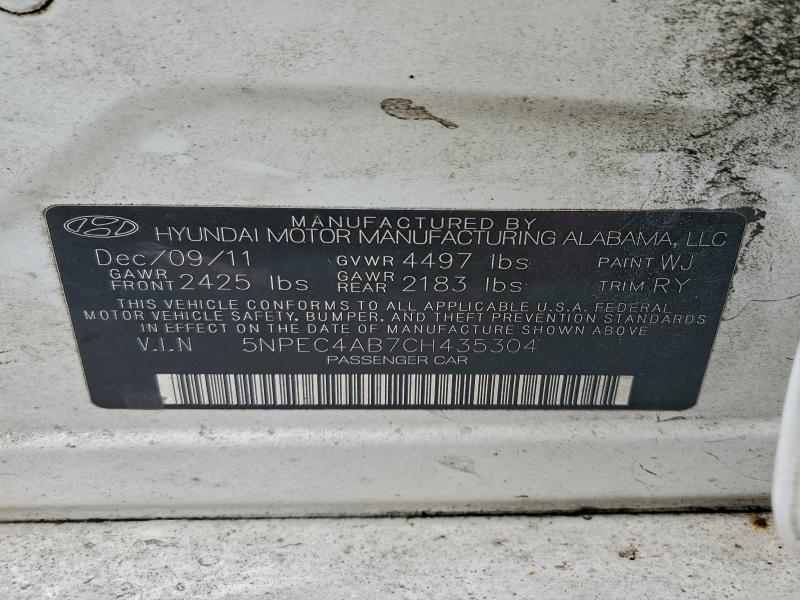 MANUFACTURED BY
HYUNDAI MOTOR MANUFACTURING ALABAMA, LLC
Dec/09/11 GVWR 4497 lbs PAINT WJ
GAWR FRONT 2425 lbs GAWR REAR 2183 lbs TRIM RY
THIS VEHICLE CONFORMS TO ALL APPLICABLE U.S.A. FEDERAL
MOTOR VEHICLE SAFETY, BUMPER, AND THEFT PREVENTION STANDARDS
IN EFFECT ON THE DATE OF MANUFACTURE SHOWN ABOVE
V.I.N 5NPEC4AB7CH435304
PASSENGER CAR